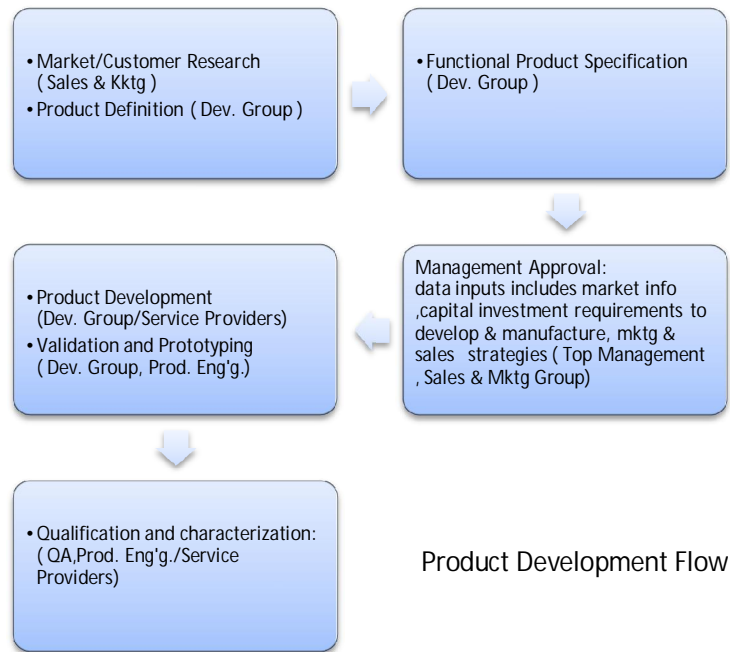 • Market/Customer Research
( Sales & Kktg )
• Product Definition ( Dev. Group )
• Functional Product Specification
( Dev. Group )
Management Approval:
data inputs includes market info
,capital investment requirements to
develop & manufacture, mktg &
sales strategies ( Top Management
, Sales & Mktg Group)
• Product Development
(Dev. Group/Service Providers)
• Validation and Prototyping
( Dev. Group, Prod. Eng'g.)
• Qualification and characterization:
( QA,Prod. Eng'g./Service
Providers)
Product Development Flow